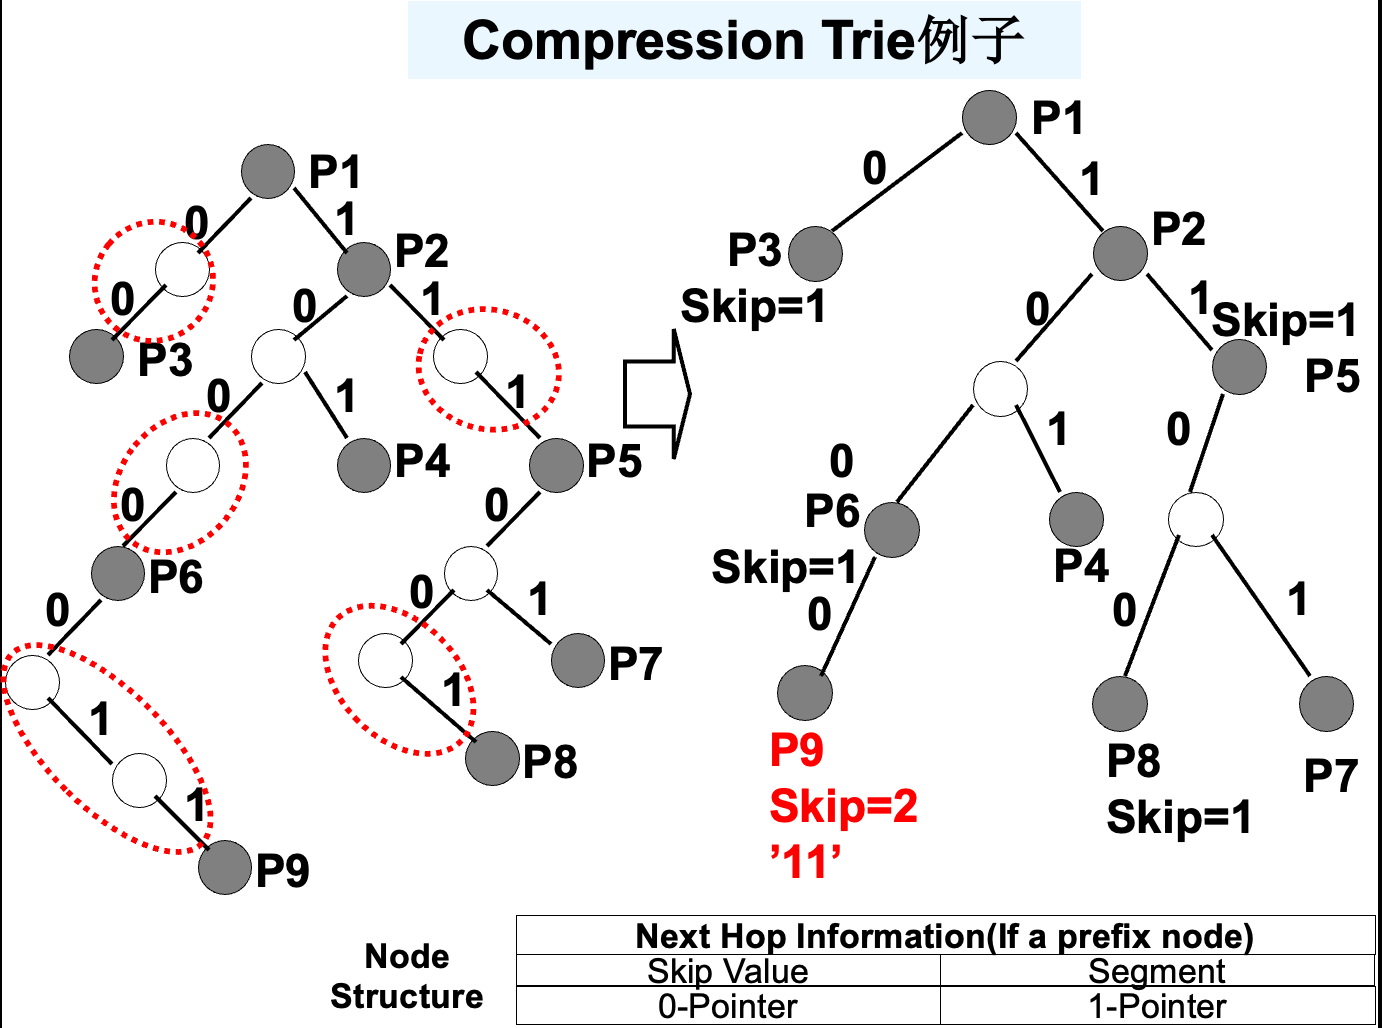 Compression Trie例子
P1
0
1
P2
0
0
1
P3
0
1
1
P4
P5
0
P6
0
0
0
1
P7
1
1
P8
1
P9
P1
0
1
P3
Skip=1
P2
0
1
Skip=1
P5
0
P6
Skip=1
1
P4
0
0
1
0
P9
Skip=2
’11’
P8
Skip=1
P7
Node
Structure
Next Hop Information(If a prefix node)
Skip Value
Segment
0-Pointer
1-Pointer